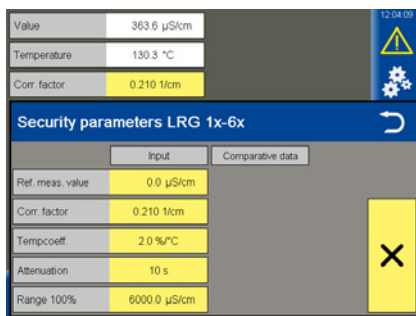 12:04:09
Value 363.6 µS/cm
Temperature 130.3 °C
Corr. factor 0.210 1/cm
Security parameters LRG 1x-6x
Input Comparative data
Ref. meas. value 0.0 µS/cm
Corr. factor 0.210 1/cm
Tempcoeff. 2.0 %/°C
Attenuation 10 s
Range 100% 6000.0 µS/cm